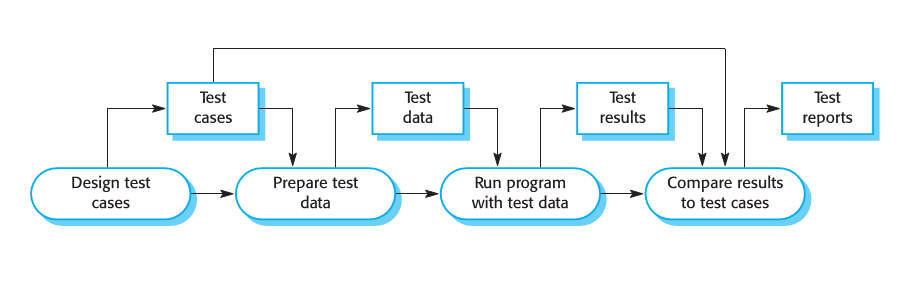 Test
cases
Test
data
Test
results
Test
reports
Design test
cases
Prepare test
data
Run program
with test data
Compare results
to test cases